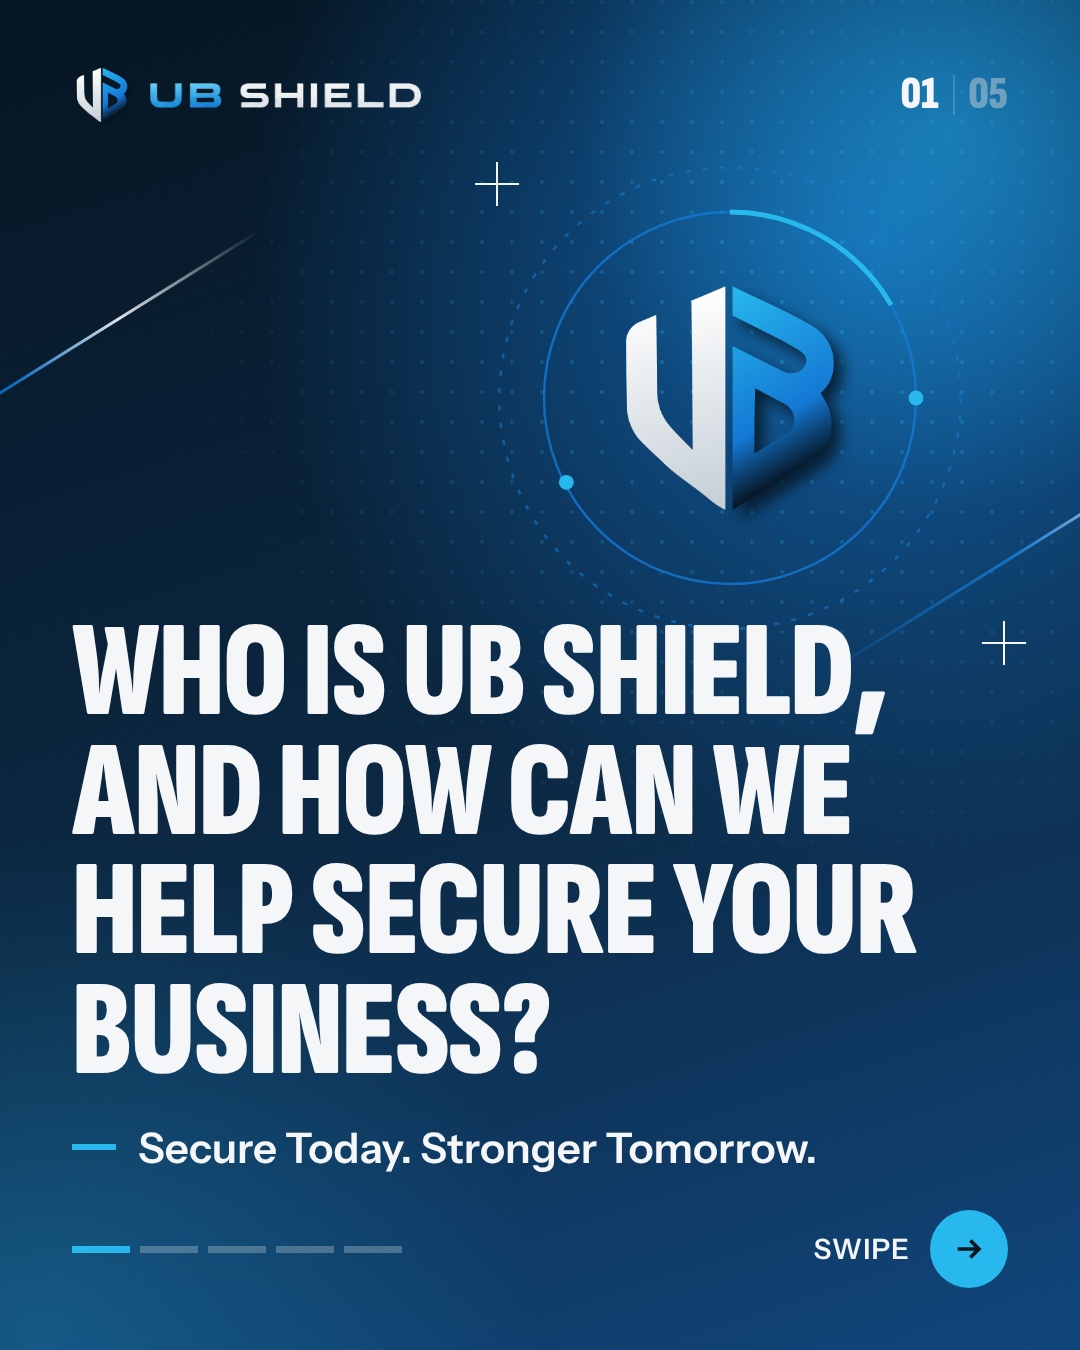 UB SHIELD
01 | 05
UB
WHO IS UB SHIELD,
AND HOW CAN WE
HELP SECURE YOUR
BUSINESS?
Secure Today. Stronger Tomorrow.
SWIPE